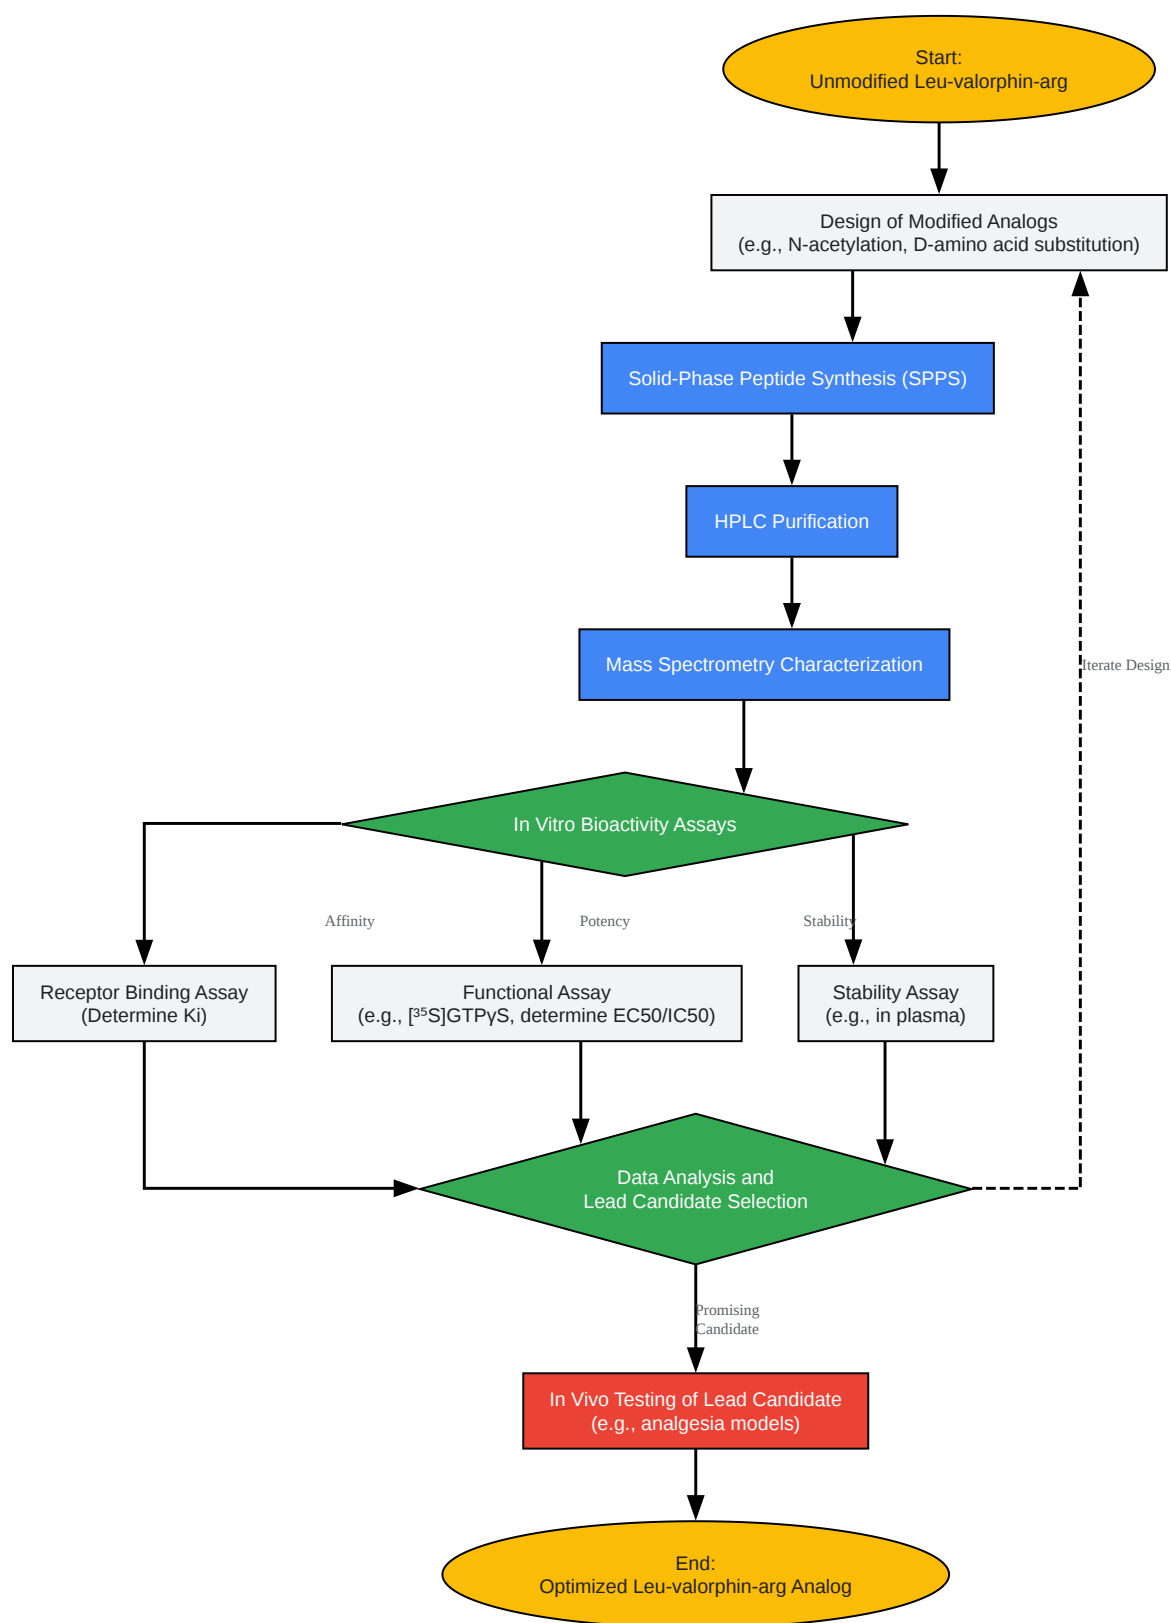 Start:
Unmodified Leu-valorphin-arg
Design of Modified Analogs
(e.g., N-acetylation, D-amino acid substitution)
Solid-Phase Peptide Synthesis (SPPS)
HPLC Purification
Mass Spectrometry Characterization
Iterate Design
In Vitro Bioactivity Assays
Affinity
Potency
Stability
Receptor Binding Assay
(Determine Ki)
Functional Assay
(e.g., [³⁵S]GTPγS, determine EC50/IC50)
Stability Assay
(e.g., in plasma)
Data Analysis and
Lead Candidate Selection
Promising
Candidate
In Vivo Testing of Lead Candidate
(e.g., analgesia models)
End:
Optimized Leu-valorphin-arg Analog